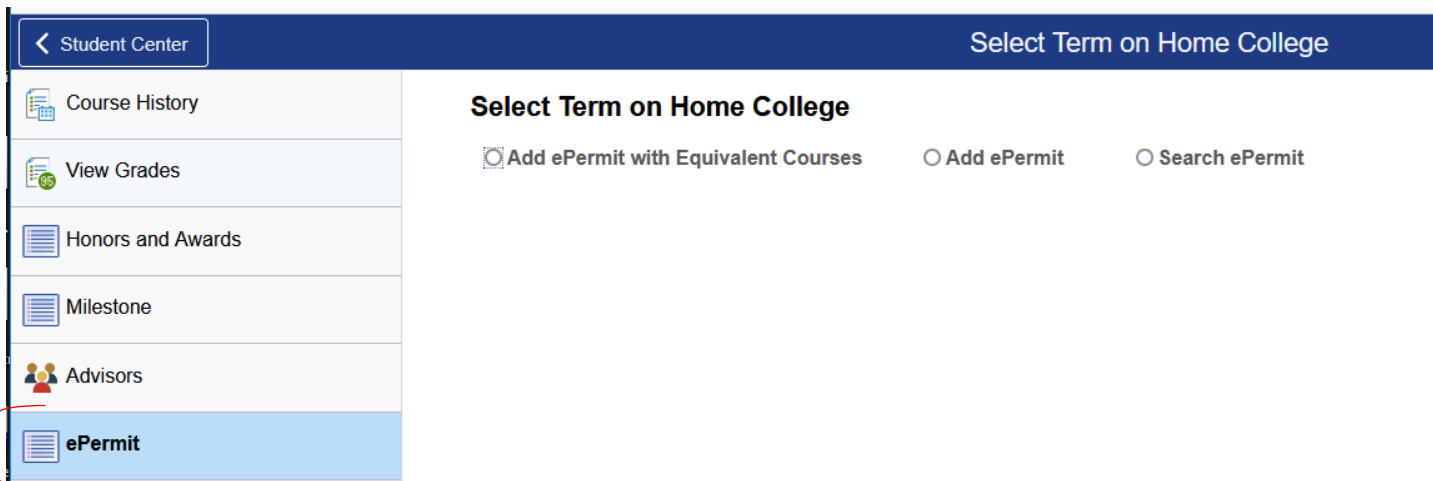 Student Center
Select Term on Home College
Course History
View Grades
95
Honors and Awards
Milestone
Advisors
ePermit
Select Term on Home College
Add ePermit with Equivalent Courses Add ePermit Search ePermit